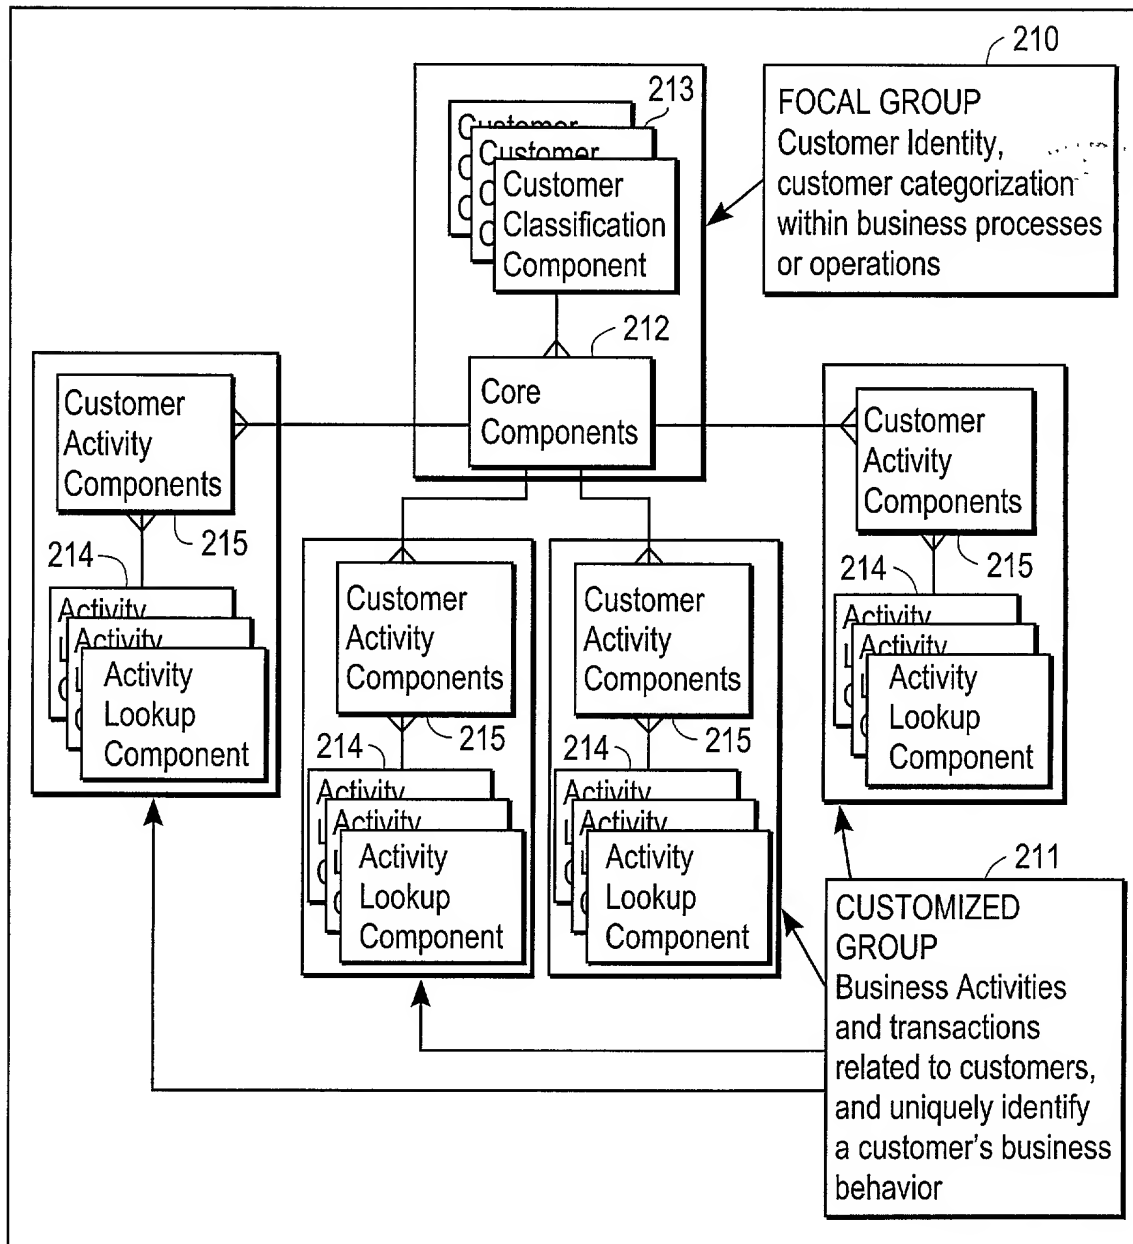 210
FOCAL GROUP
Customer Identity,
customer categorization
within business processes
or operations
213
Customer
C
C
Customer
C
C
Customer
Classification
Component
212
Core
Components
Customer
Activity
Components
215
214
Activity
L
C
Activity
L
C
Activity
Lookup
Component
Customer
Activity
Components
215
214
Activity
L
C
Activity
L
C
Activity
Lookup
Component
Customer
Activity
Components
215
214
Activity
L
C
Activity
L
C
Activity
Lookup
Component
Customer
Activity
Components
215
214
Activity
L
C
Activity
L
C
Activity
Lookup
Component
211
CUSTOMIZED
GROUP
Business Activities
and transactions
related to customers,
and uniquely identify
a customer's business
behavior